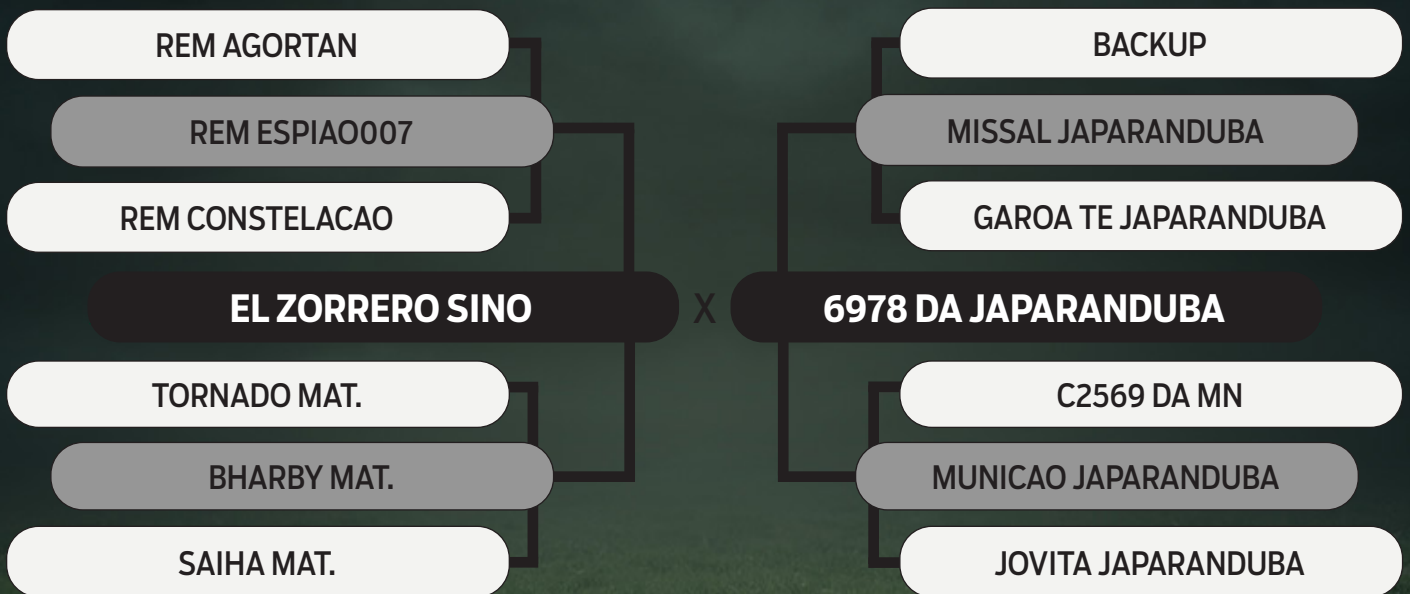 REM AGORTAN
REM ESPIAO007
REM CONSTELACAO
EL ZORRERO SINO
TORNADO MAT.
BHARBY MAT.
SAIHA MAT.
X
BACKUP
MISSAL JAPARANDUBA
GAROA TE JAPARANDUBA
6978 DA JAPARANDUBA
C2569 DA MN
MUNICAO JAPARANDUBA
JOVITA JAPARANDUBA